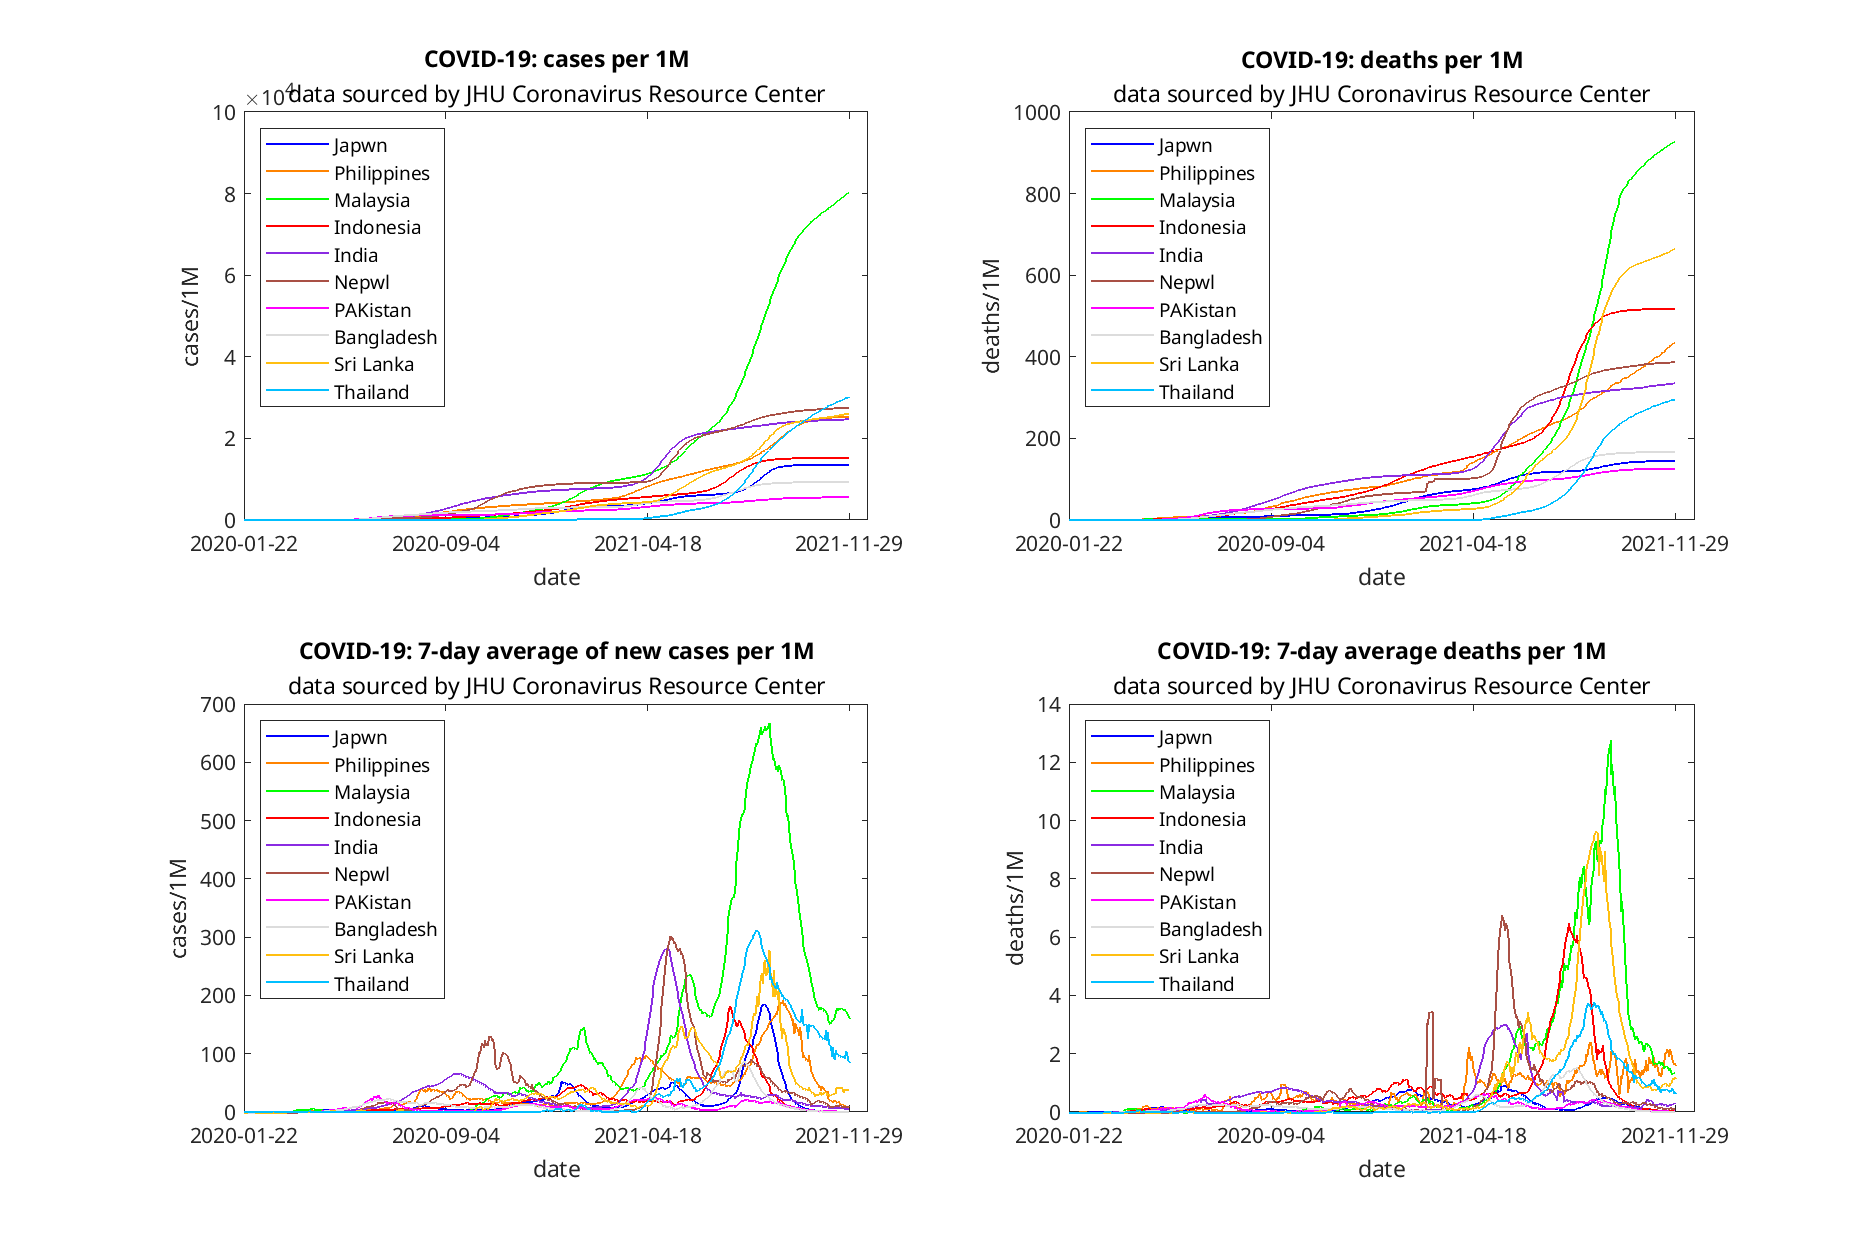 COVID-19: cases per 1M
data sourced by JHU Coronavirus Resource Center
×10⁴
10
8
6
4
2
0
cases/1M
Japwn
Philippines
Malaysia
Indonesia
India
Nepwl
PAKistan
Bangladesh
Sri Lanka
Thailand
2020-01-22 2020-09-04 2021-04-18 2021-11-29
date
COVID-19: deaths per 1M
data sourced by JHU Coronavirus Resource Center
1000
800
600
400
200
0
deaths/1M
Japwn
Philippines
Malaysia
Indonesia
India
Nepwl
PAKistan
Bangladesh
Sri Lanka
Thailand
2020-01-22 2020-09-04 2021-04-18 2021-11-29
date
COVID-19: 7-day average of new cases per 1M
data sourced by JHU Coronavirus Resource Center
700
600
500
400
300
200
100
0
cases/1M
Japwn
Philippines
Malaysia
Indonesia
India
Nepwl
PAKistan
Bangladesh
Sri Lanka
Thailand
2020-01-22 2020-09-04 2021-04-18 2021-11-29
date
COVID-19: 7-day average deaths per 1M
data sourced by JHU Coronavirus Resource Center
14
12
10
8
6
4
2
0
deaths/1M
Japwn
Philippines
Malaysia
Indonesia
India
Nepwl
PAKistan
Bangladesh
Sri Lanka
Thailand
2020-01-22 2020-09-04 2021-04-18 2021-11-29
date